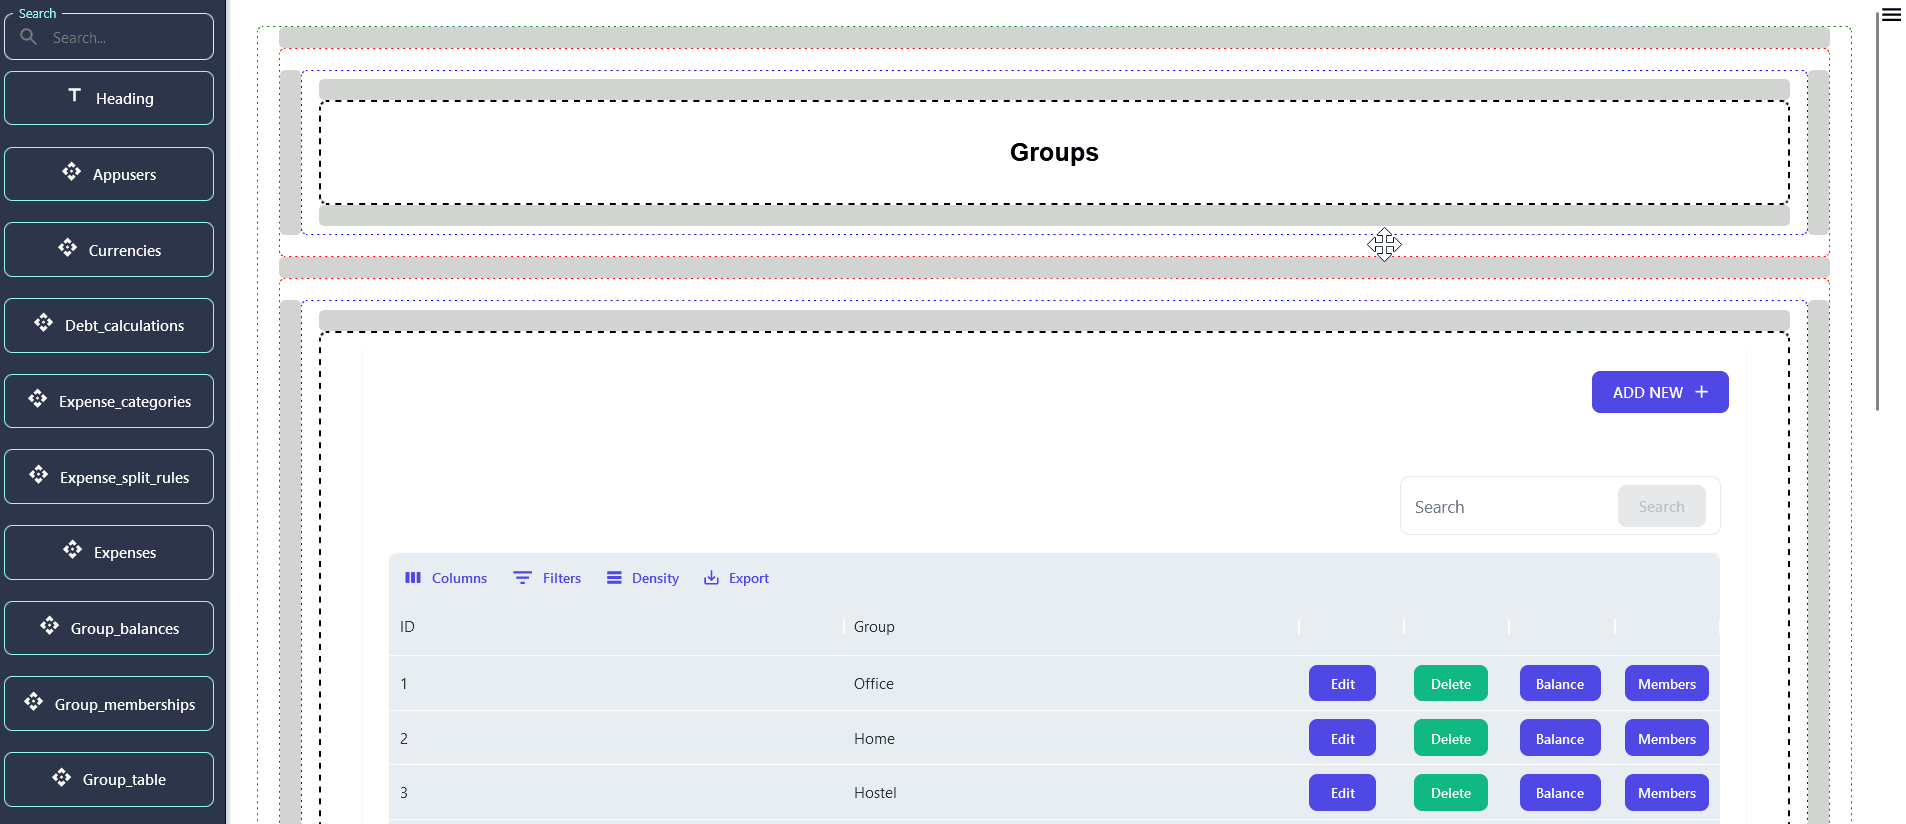 Search
Search...
Heading
Appusers
Currencies
Debt_calculations
Expense_categories
Expense_split_rules
Expenses
Group_balances
Group_memberships
Group_table
Groups
ADD NEW +
Search Search
Columns Filters Density Export
ID Group
1 Office Edit Delete Balance Members
2 Home Edit Delete Balance Members
3 Hostel Edit Delete Balance Members